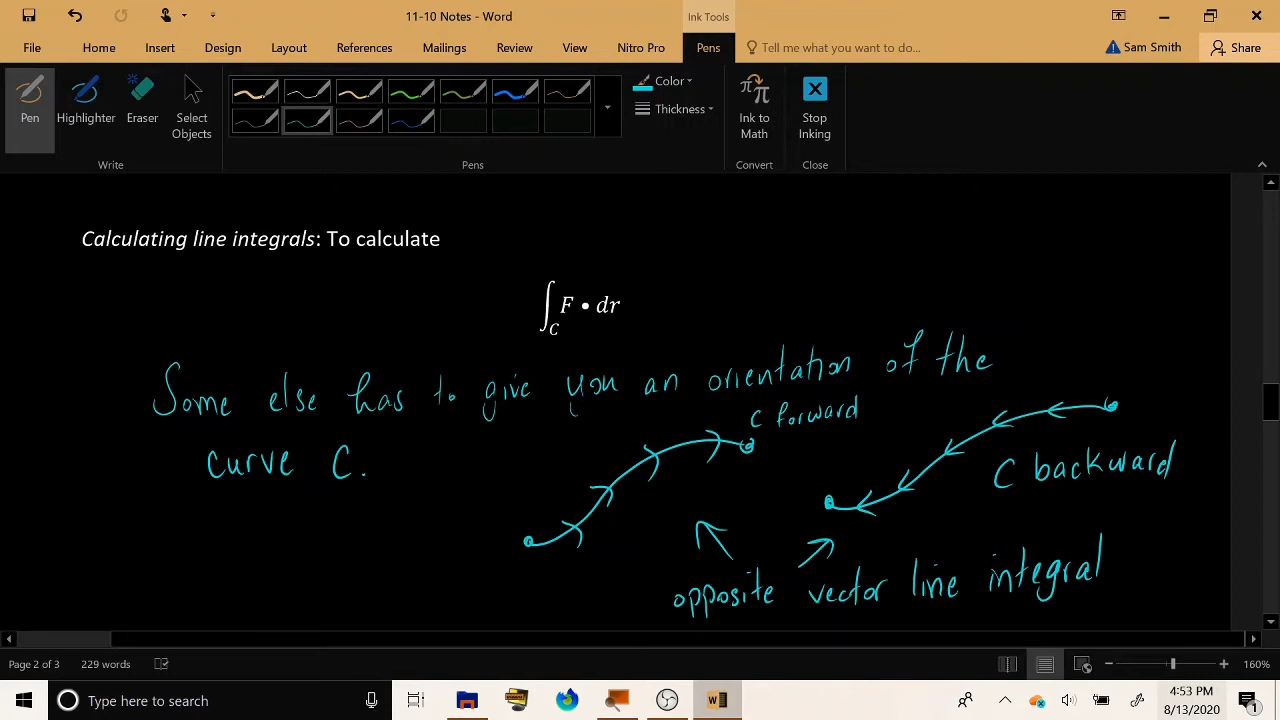 11-10 Notes - Word
Ink Tools
File Home Insert Design Layout References Mailings Review View Nitro Pro Pens Tell me what you want to do... Sam Smith Share
Pen Highlighter Eraser Select Objects
Color
Thickness
Ink to Math
Stop Inking
Write Pens Convert Close
Calculating line integrals: To calculate
∫_C F • dr
Some else has to give you an orientation of the
curve C.
C forward
C backward
opposite vector line integral
Page 2 of 3 229 words 160%
Type here to search
4:53 PM
8/13/2020
1